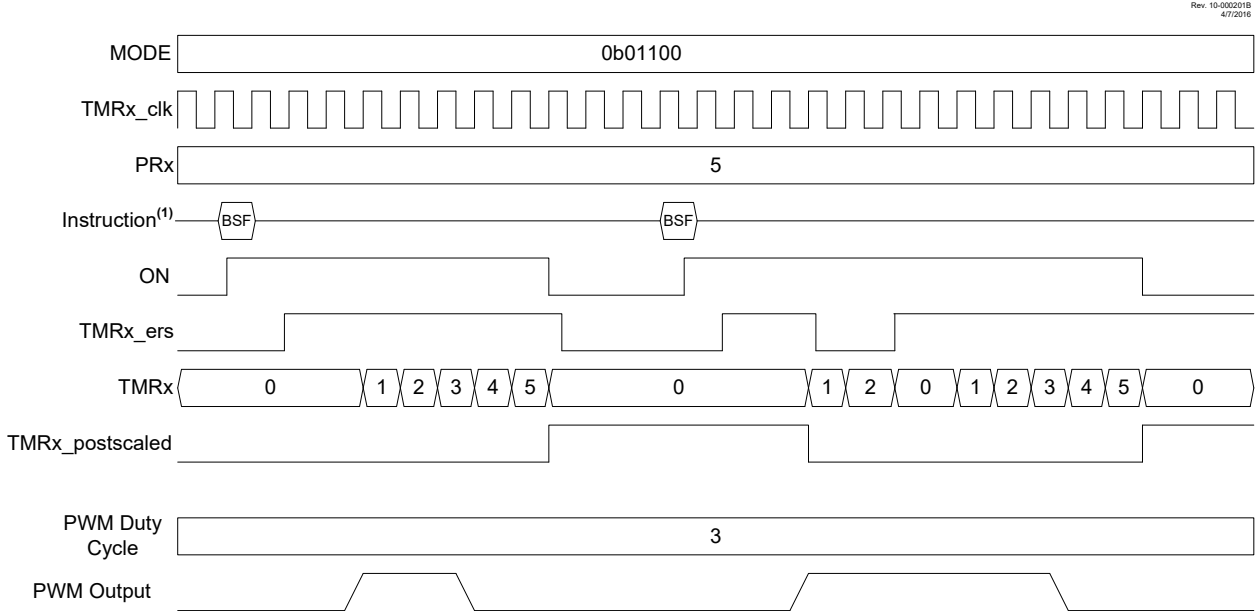 Rev. 10-000201B
4/7/2016
MODE 0b01100
TMRx_clk
PRx 5
Instruction(1) BSF BSF
ON
TMRx_ers
TMRx 0 1 2 3 4 5 0 1 2 0 1 2 3 4 5 0
TMRx_postscaled
PWM Duty
Cycle 3
PWM Output